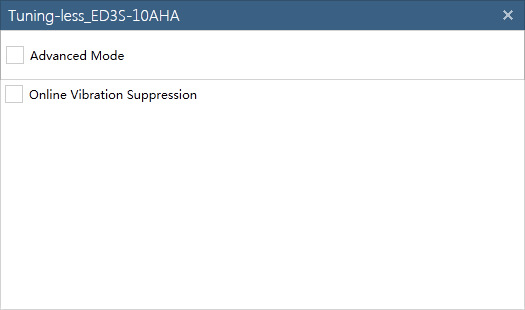 Tuning-less_ED3S-10AHA
Advanced Mode
Online Vibration Suppression